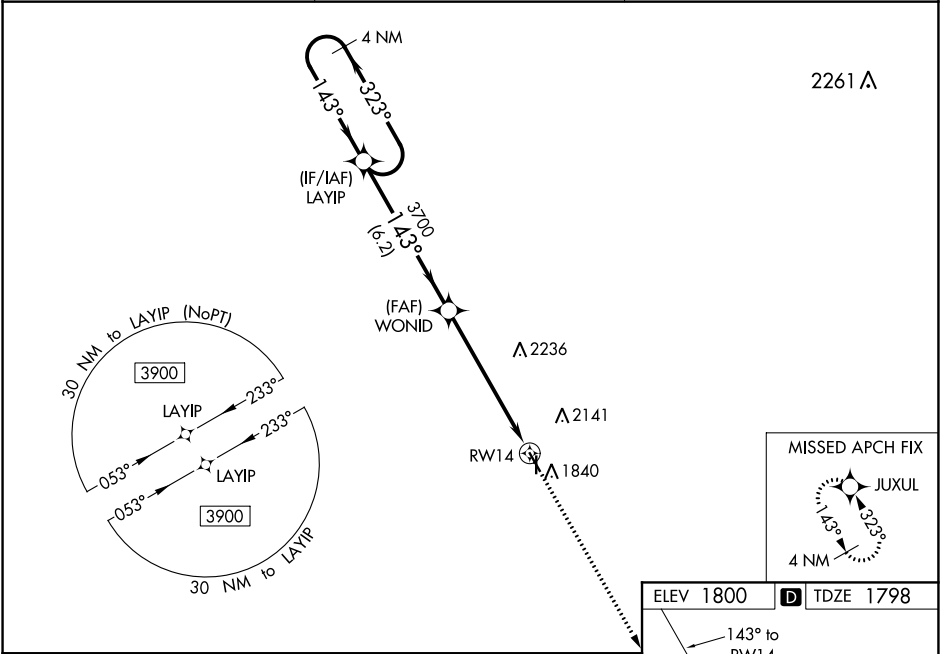 4 NM
2261
143°
323°
(IF/IAF)
LAYIP
3700
143°
(6.2)
(FAF)
WONID
30 NM to LAYIP (NoPT)
3900
2236
LAYIP
233°
233°
2141
053°
LAYIP
RW14
1840
MISSED APCH FIX
053°
3900
JUXUL
143°
323°
4 NM
30 NM to LAYIP
ELEV 1800 D TDZE 1798
143° to
RW14